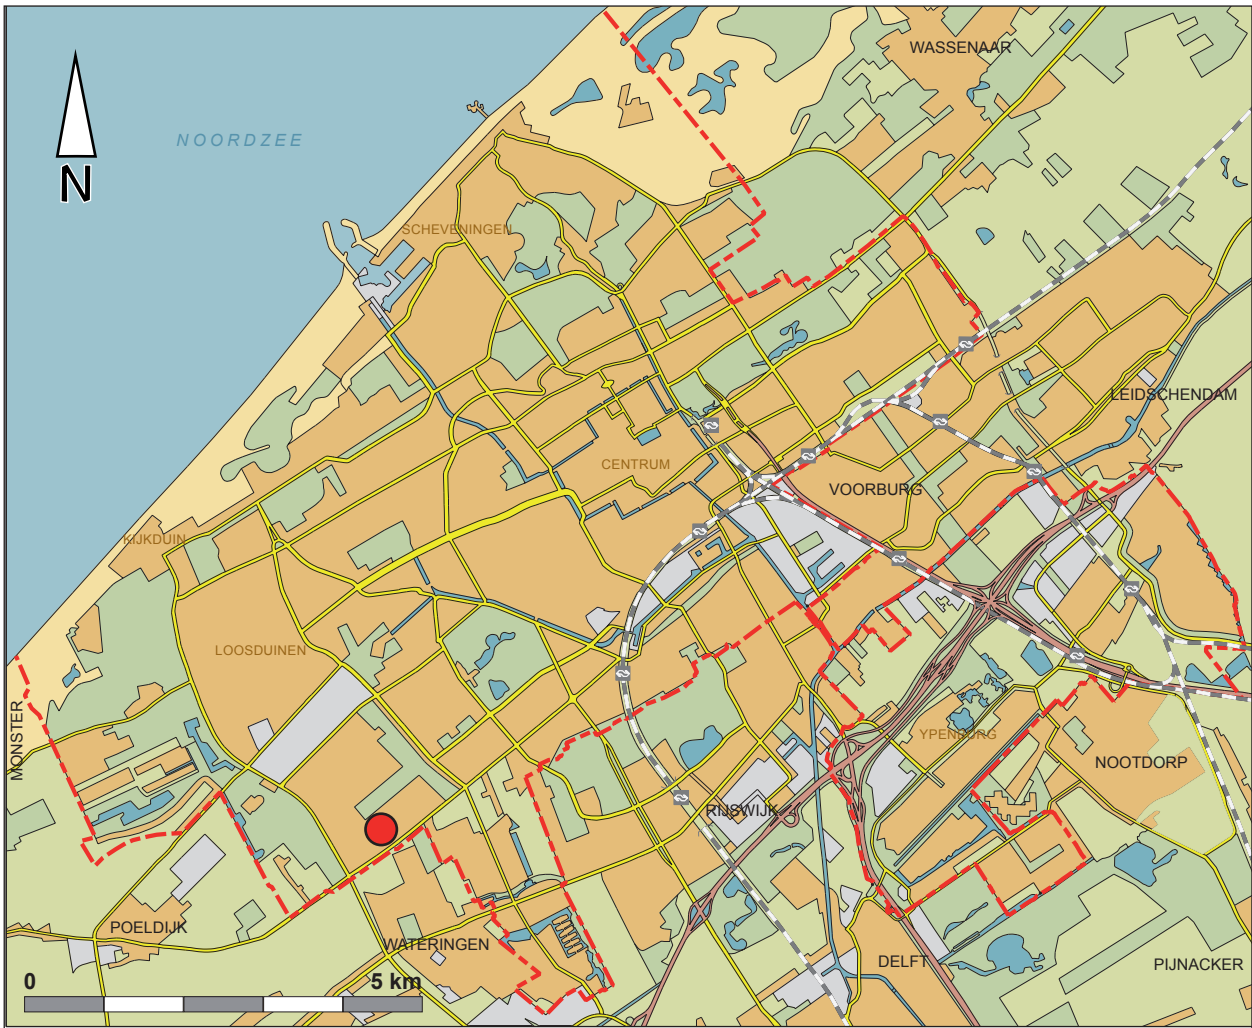 WASSENAAR
NOORDZEE
N
SCHEVENINGEN
LEIDSCHENDAM
CENTRUM
VOORBURG
KIJKDUIN
LOOSDUINEN
MONSTER
YPENBURG
NOOTDORP
RIJSWIJK
POELDIJK
WATERINGEN
DELFT
PIJNACKER
0 5 km